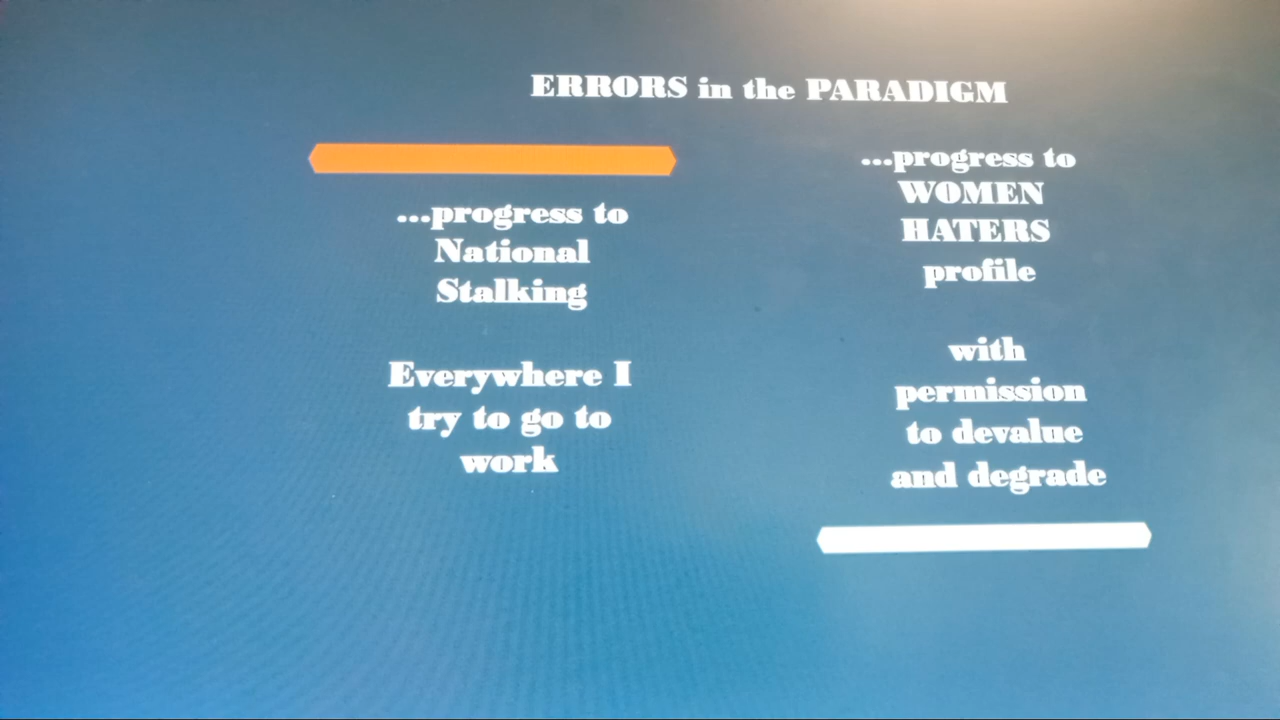 ERRORS in the PARADIGM
...progress to
National
Stalking
Everywhere I
try to go to
work
...progress to
WOMEN
HATERS
profile
with
permission
to devalue
and degrade